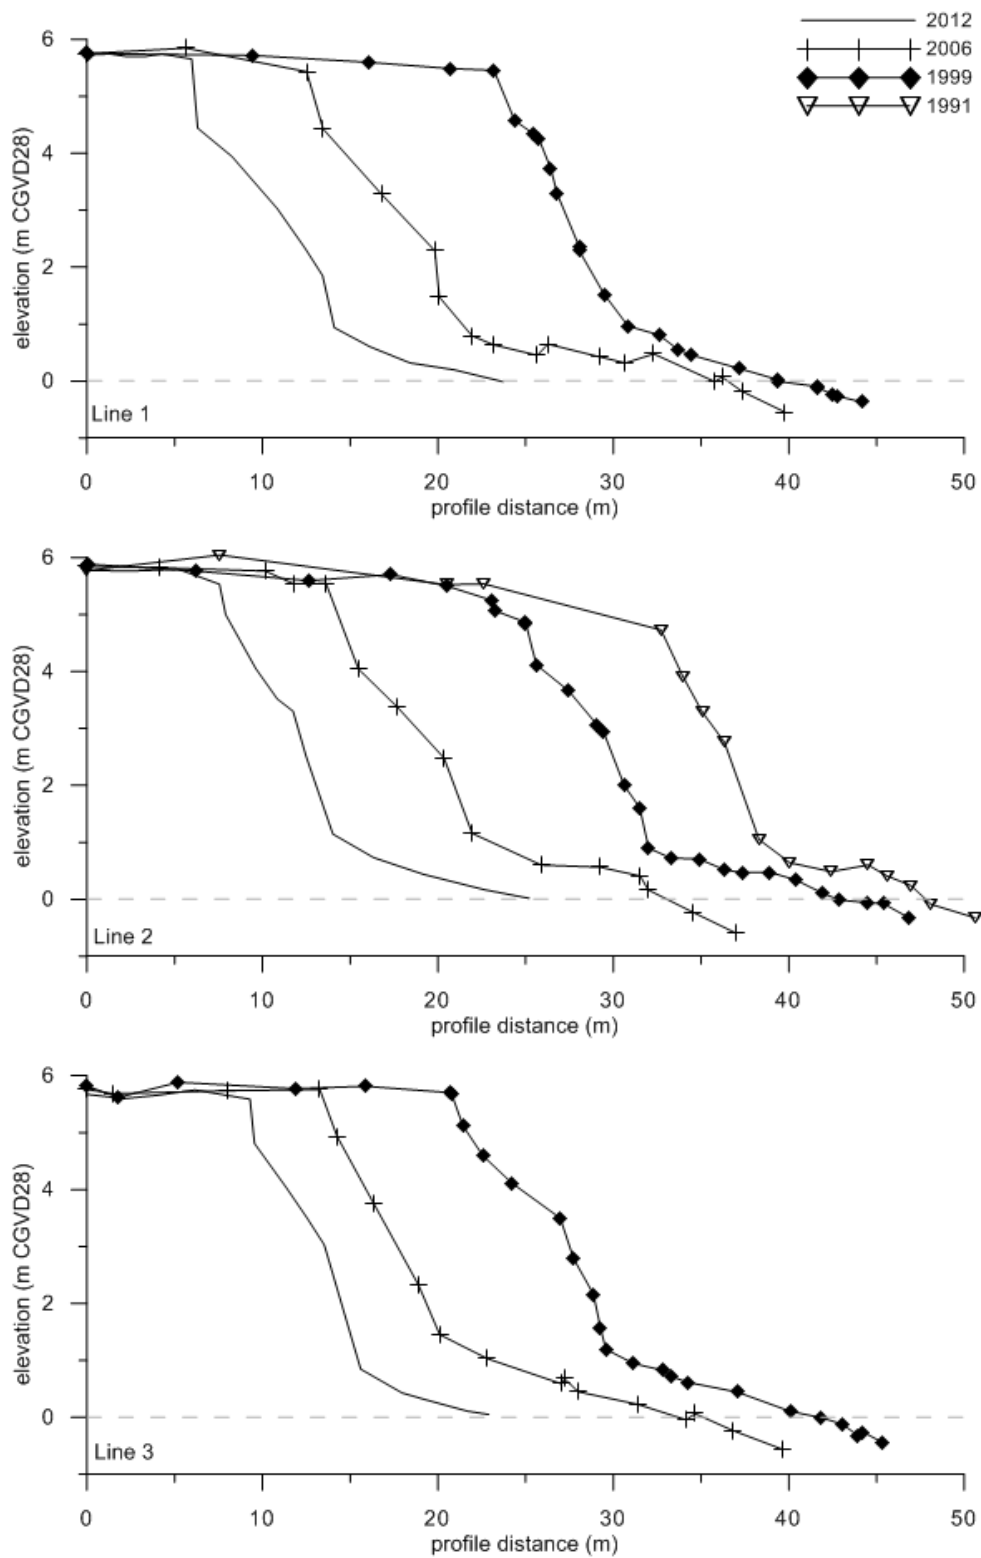 2012
2006
1999
1991
6
4
2
0
elevation (m CGVD28)
Line 1
0 10 20 30 40 50
profile distance (m)
6
4
2
0
elevation (m CGVD28)
Line 2
0 10 20 30 40 50
profile distance (m)
6
4
2
0
elevation (m CGVD28)
Line 3
0 10 20 30 40 50
profile distance (m)